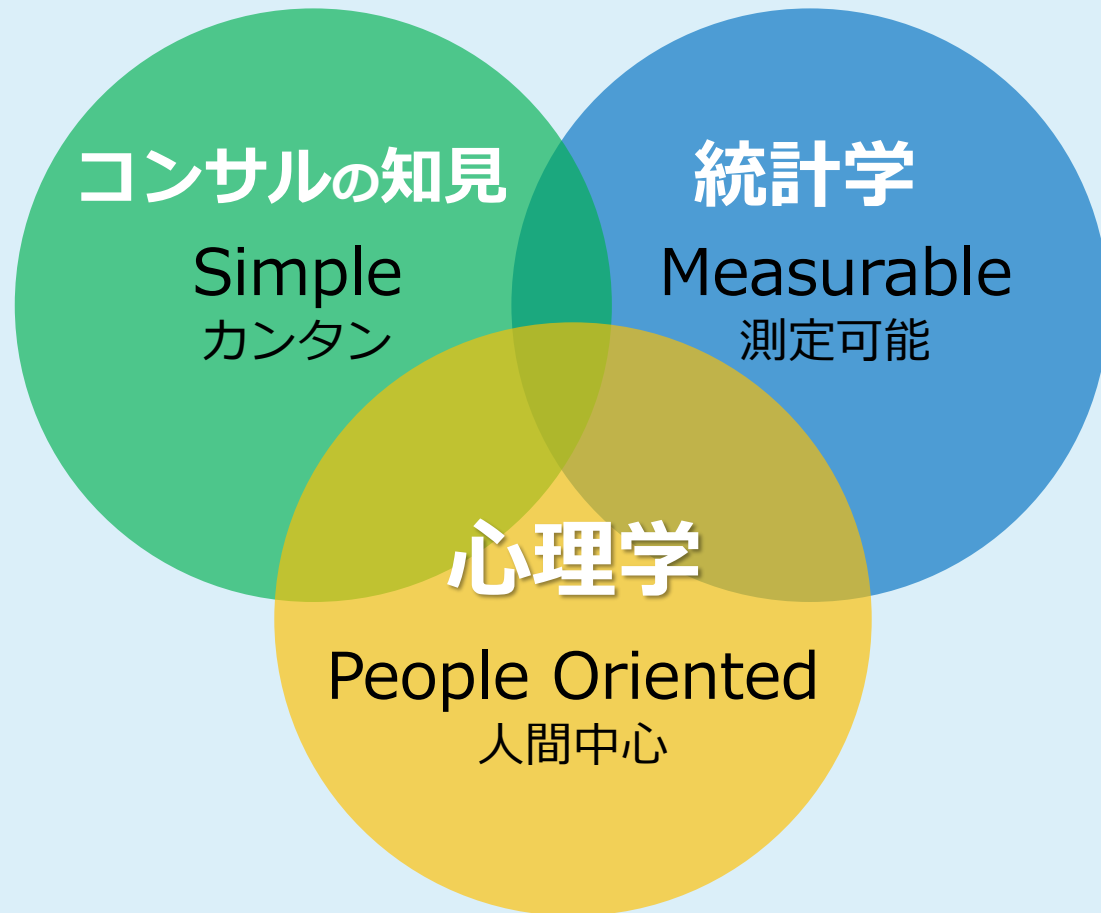 コンサルの知見
Simple
カンタン
統計学
Measurable
測定可能
心理学
People Oriented
人間中心